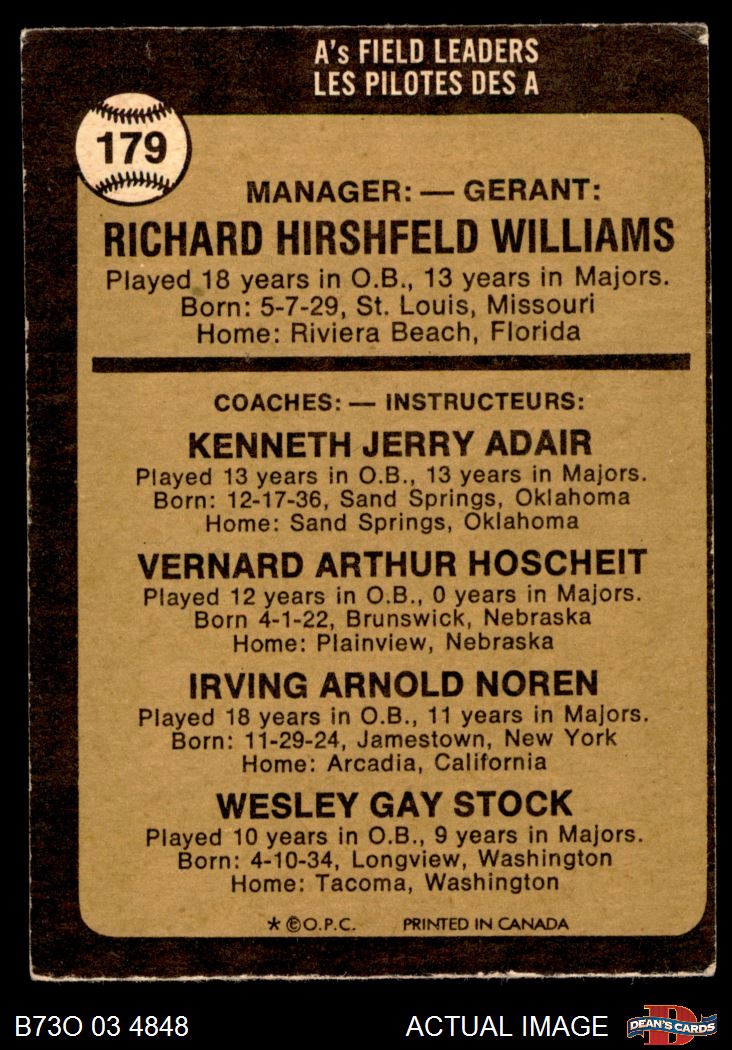 A's FIELD LEADERS
LES PILOTES DES A
179
MANAGER: — GERANT:
RICHARD HIRSHFELD WILLIAMS
Played 18 years in O.B., 13 years in Majors.
Born: 5-7-29, St. Louis, Missouri
Home: Riviera Beach, Florida
COACHES: — INSTRUCTEURS:
KENNETH JERRY ADAIR
Played 13 years in O.B., 13 years in Majors.
Born: 12-17-36, Sand Springs, Oklahoma
Home: Sand Springs, Oklahoma
VERNARD ARTHUR HOSCHEIT
Played 12 years in O.B., 0 years in Majors.
Born 4-1-22, Brunswick, Nebraska
Home: Plainview, Nebraska
IRVING ARNOLD NOREN
Played 18 years in O.B., 11 years in Majors.
Born: 11-29-24, Jamestown, New York
Home: Arcadia, California
WESLEY GAY STOCK
Played 10 years in O.B., 9 years in Majors.
Born: 4-10-34, Longview, Washington
Home: Tacoma, Washington
* ©O.P.C. PRINTED IN CANADA
B73O 03 4848 ACTUAL IMAGE D DEAN'S CARDS